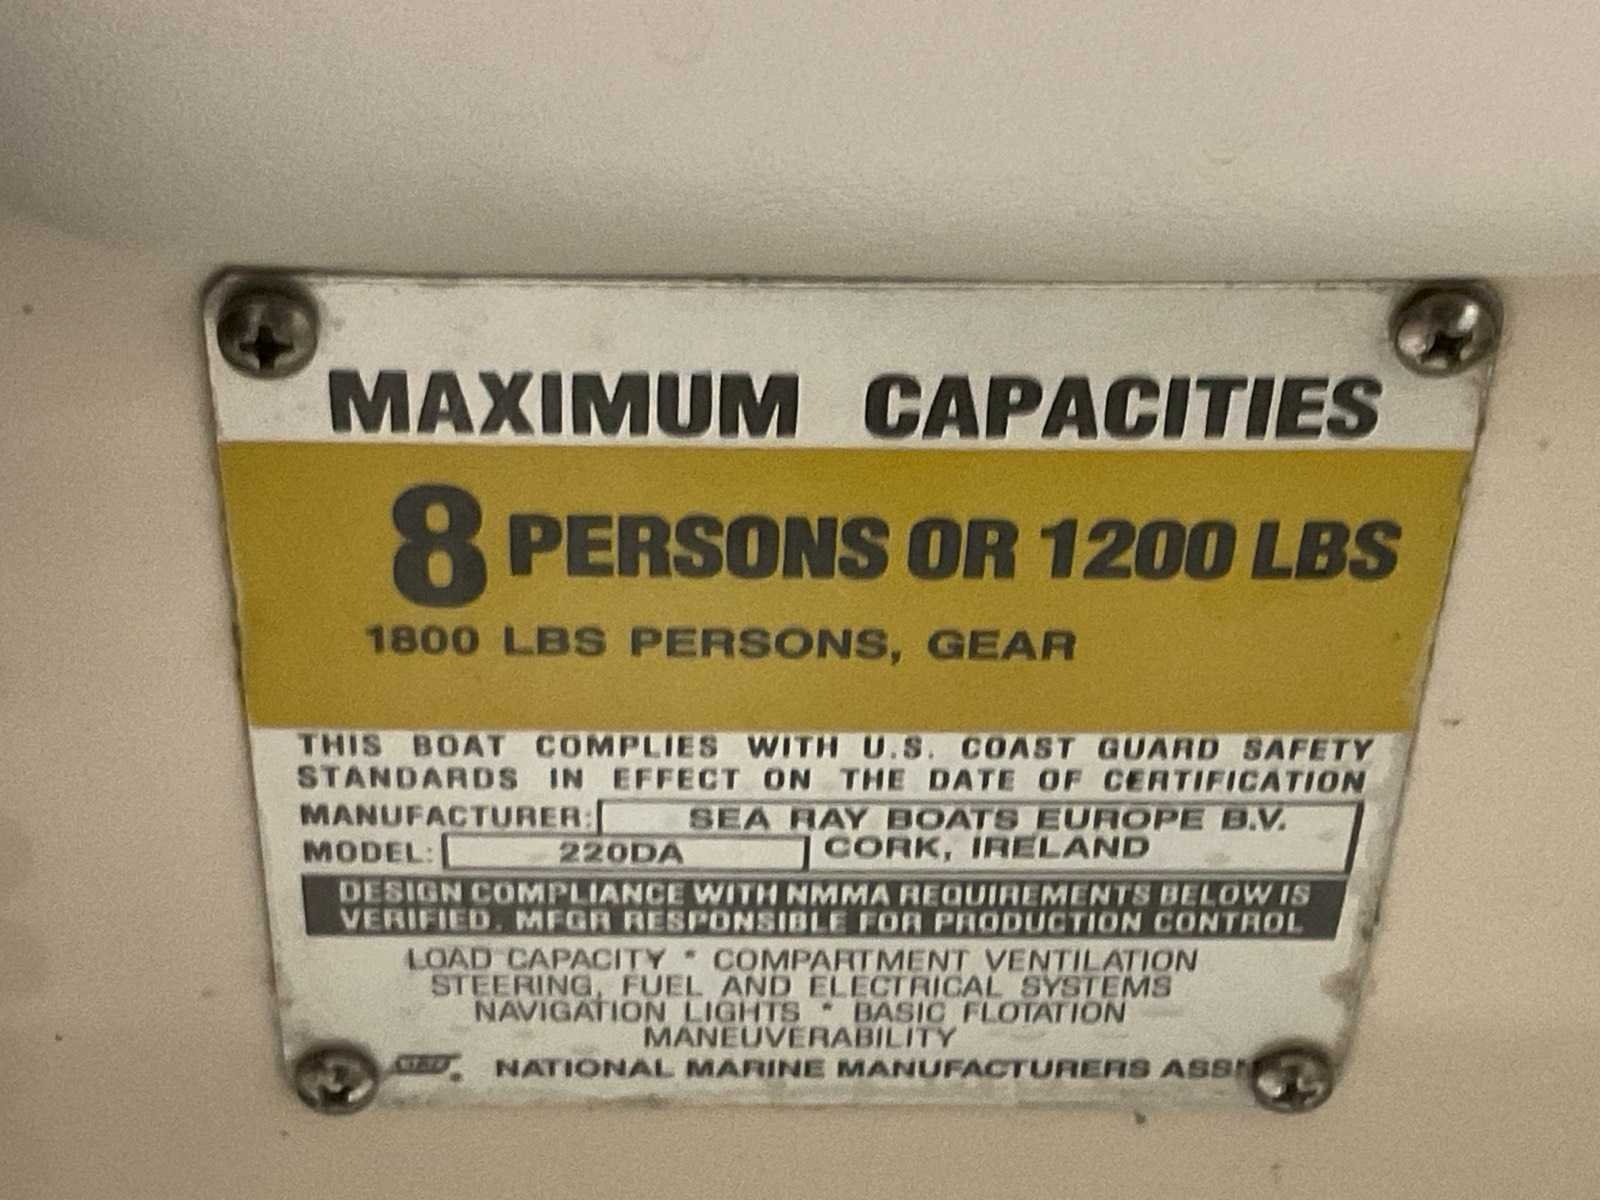 MAXIMUM CAPACITIES
8 PERSONS OR 1200 LBS
1800 LBS PERSONS, GEAR
THIS BOAT COMPLIES WITH U.S. COAST GUARD SAFETY
STANDARDS IN EFFECT ON THE DATE OF CERTIFICATION
MANUFACTURER: SEA RAY BOATS EUROPE B.V.
MODEL: 220DA CORK, IRELAND
DESIGN COMPLIANCE WITH NMMA REQUIREMENTS BELOW IS
VERIFIED. MFGR RESPONSIBLE FOR PRODUCTION CONTROL
LOAD CAPACITY * COMPARTMENT VENTILATION
STEERING, FUEL AND ELECTRICAL SYSTEMS
NAVIGATION LIGHTS * BASIC FLOTATION
MANEUVERABILITY
NATIONAL MARINE MANUFACTURERS